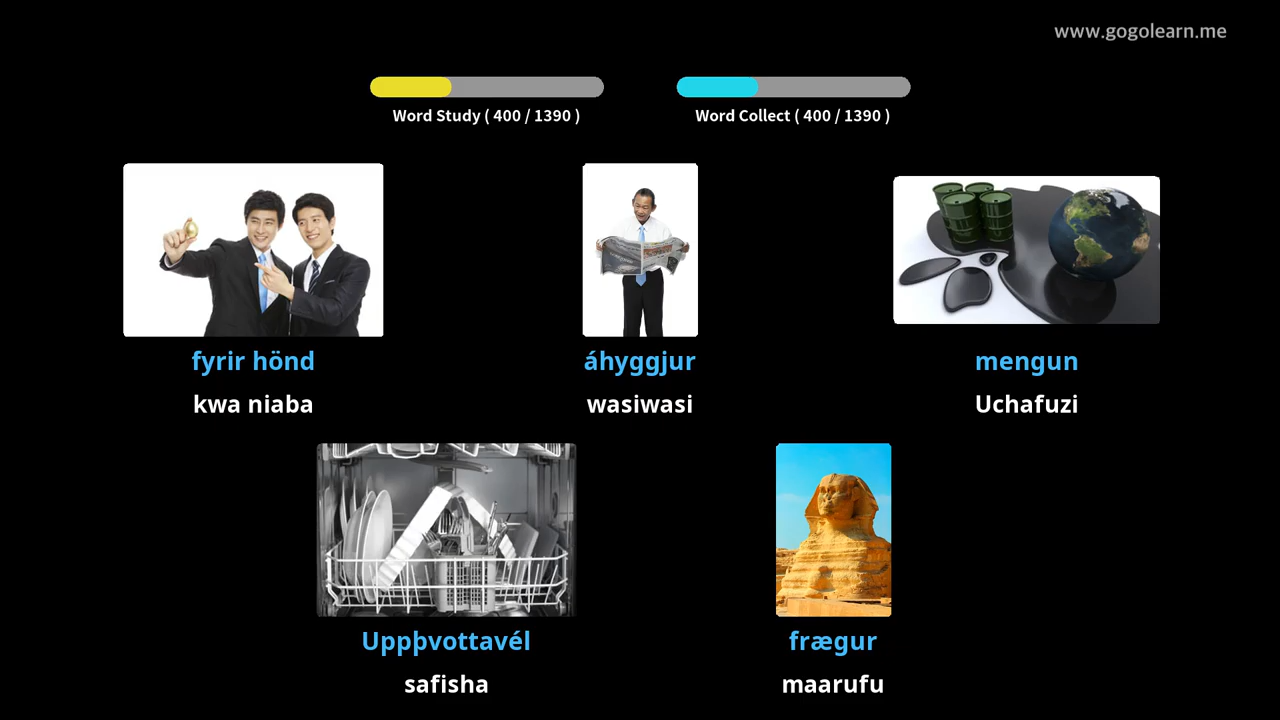 www.gogolearn.me
Word Study ( 400 / 1390 )
Word Collect ( 400 / 1390 )
fyrir hönd
kwa niaba
áhyggjur
wasiwasi
mengun
Uchafuzi
Uppþvottavél
safisha
frægur
maarufu